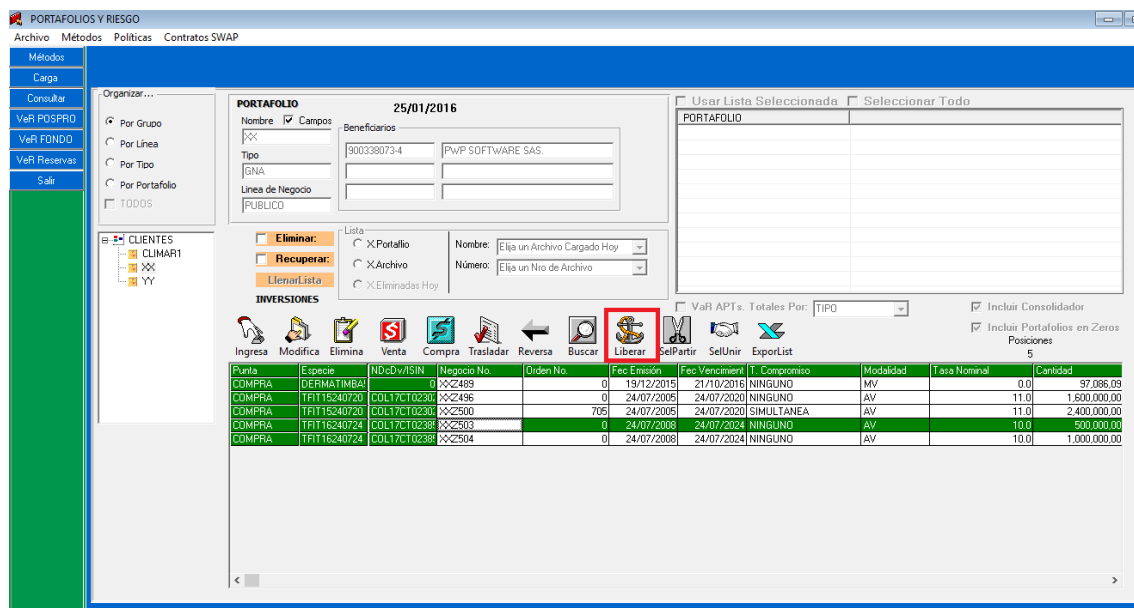 PORTAFOLIOS Y RIESGO
Archivo Métodos Políticas Contratos SWAP
Métodos
Carga
Consultar
VeR POSPRO
VeR FONDO
VeR Reservas
Salir
Organizar...
Por Grupo
Por Línea
Por Tipo
Por Portafolio
TODOS
CLIENTES
CLIMAR1
XX
YY
PORTAFOLIO 25/01/2016
Nombre Campos
XX
Tipo
GNA
Linea de Negocio
PUBLICO
Beneficiarios
900338073-4 PWP SOFTWARE SAS.
Usar Lista Seleccionada Seleccionar Todo
PORTAFOLIO
Eliminar:
Recuperar:
LlenarLista
INVERSIONES
Lista
X.Portallio
X.Archivo
X.Eliminadas Hoy
Nombre: Elija un Archivo Cargado Hoy
Número: Elija un Nro de Archivo
VaR APTs. Totales Por: TIPO
Incluir Consolidador
Incluir Portafolios en Zeros
Posiciones
5
Ingresa Modifica Elimina Venta Compra Trasladar Reversa Buscar Liberar SelPartir SelUnir ExporList
Punta Especie NDcDv/ISIN Negocio No. Orden No. Fec Emisión Fec Vencimient T. Compromiso Modalidad Tasa Nominal Cantidad
COMPRA DERMATIMBA 0 XXZ489 0 19/12/2015 21/10/2016 NINGUNO MV 0.0 97,086,09
COMPRA TFIT15240720 COL17CT0230 XXZ496 0 24/07/2005 24/07/2020 NINGUNO AV 11.0 1,600,000,00
COMPRA TFIT15240720 COL17CT0230 XXZ500 705 24/07/2005 24/07/2020 SIMULTANEA AV 11.0 2,400,000,00
COMPRA TFIT16240724 COL17CT0238 XXZ503 0 24/07/2008 24/07/2024 NINGUNO AV 10.0 500,000,00
COMPRA TFIT16240724 COL17CT0238 XXZ504 0 24/07/2008 24/07/2024 NINGUNO AV 10.0 1,000,000,00